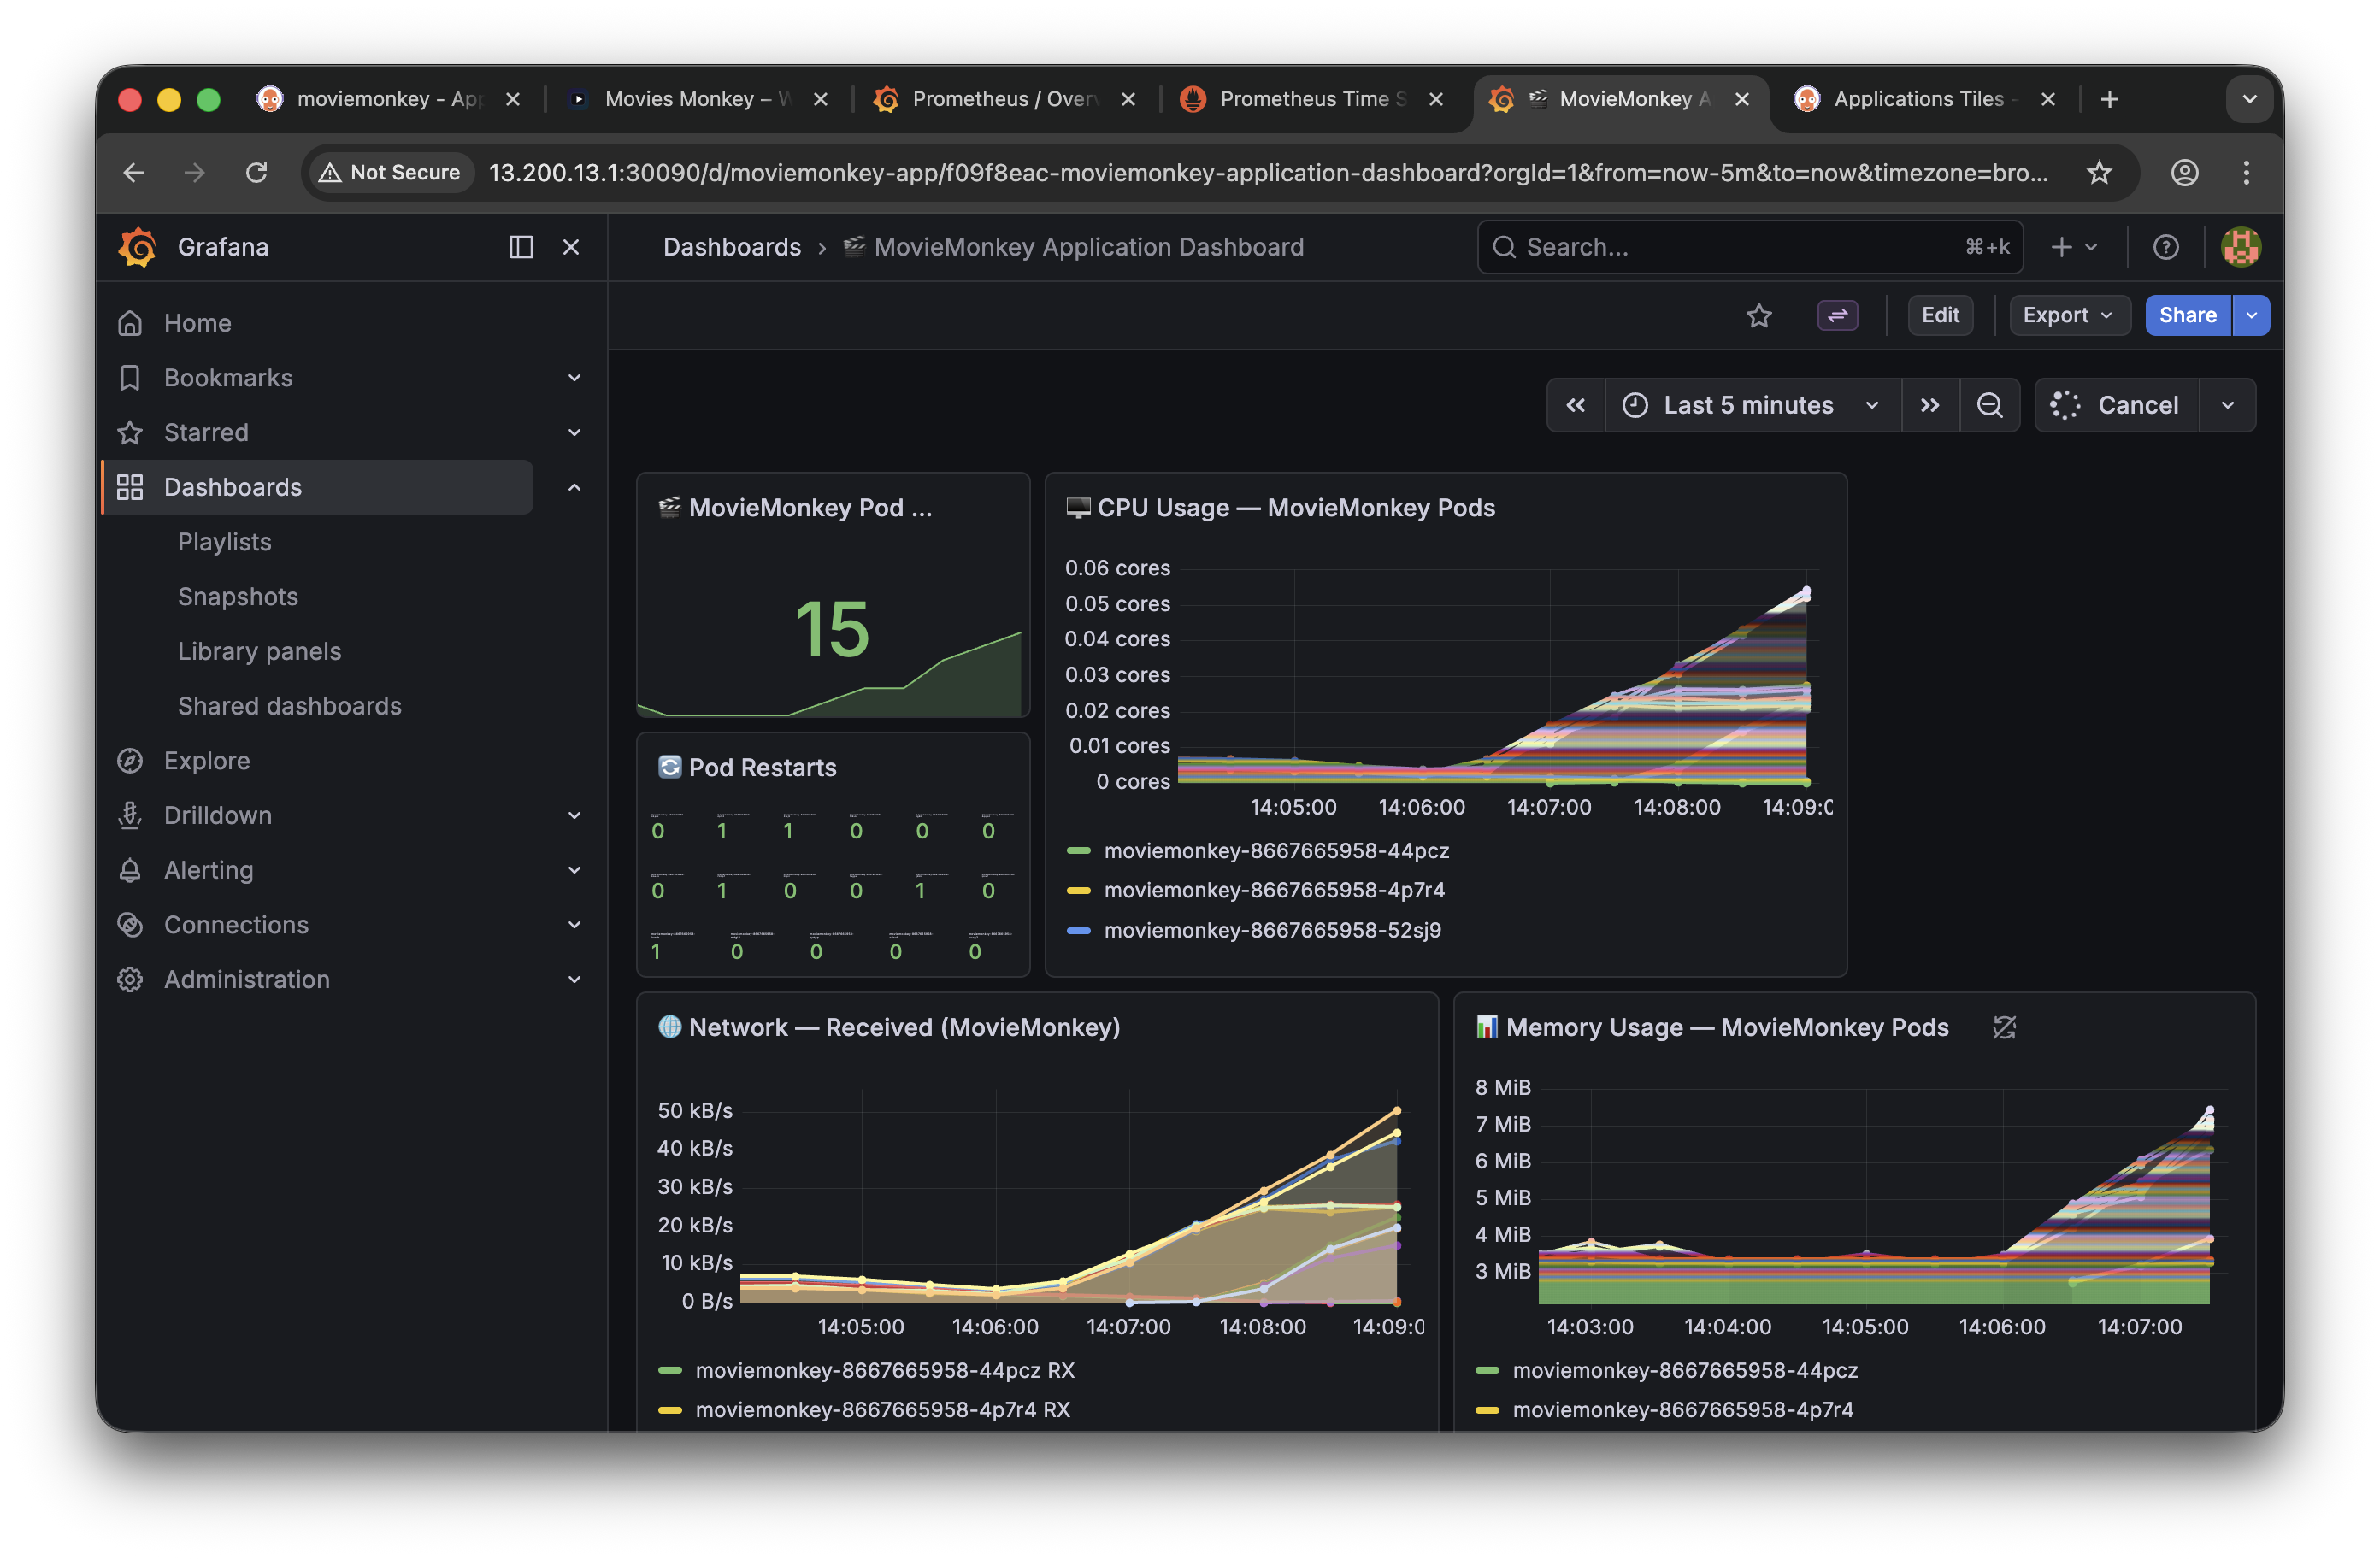 moviemonkey - App
Movies Monkey – W
Prometheus / Over
Prometheus Time S
MovieMonkey A
Applications Tiles -
Not Secure
13.200.13.1:30090/d/moviemonkey-app/f09f8eac-moviemonkey-application-dashboard?orgId=1&from=now-5m&to=now&timezone=bro...
Grafana
Dashboards › MovieMonkey Application Dashboard
Search...
⌘+k
Home
Bookmarks
Starred
Dashboards
Playlists
Snapshots
Library panels
Shared dashboards
Explore
Drilldown
Alerting
Connections
Administration
Edit
Export
Share
Last 5 minutes
Cancel
MovieMonkey Pod ...
15
Pod Restarts
0 1 1 0 0 0
0 1 0 0 1 0
1 0 0 0 0
CPU Usage — MovieMonkey Pods
0.06 cores
0.05 cores
0.04 cores
0.03 cores
0.02 cores
0.01 cores
0 cores
14:05:00 14:06:00 14:07:00 14:08:00 14:09:0
moviemonkey-8667665958-44pcz
moviemonkey-8667665958-4p7r4
moviemonkey-8667665958-52sj9
Network — Received (MovieMonkey)
50 kB/s
40 kB/s
30 kB/s
20 kB/s
10 kB/s
0 B/s
14:05:00 14:06:00 14:07:00 14:08:00 14:09:0
moviemonkey-8667665958-44pcz RX
moviemonkey-8667665958-4p7r4 RX
Memory Usage — MovieMonkey Pods
8 MiB
7 MiB
6 MiB
5 MiB
4 MiB
3 MiB
14:03:00 14:04:00 14:05:00 14:06:00 14:07:00
moviemonkey-8667665958-44pcz
moviemonkey-8667665958-4p7r4